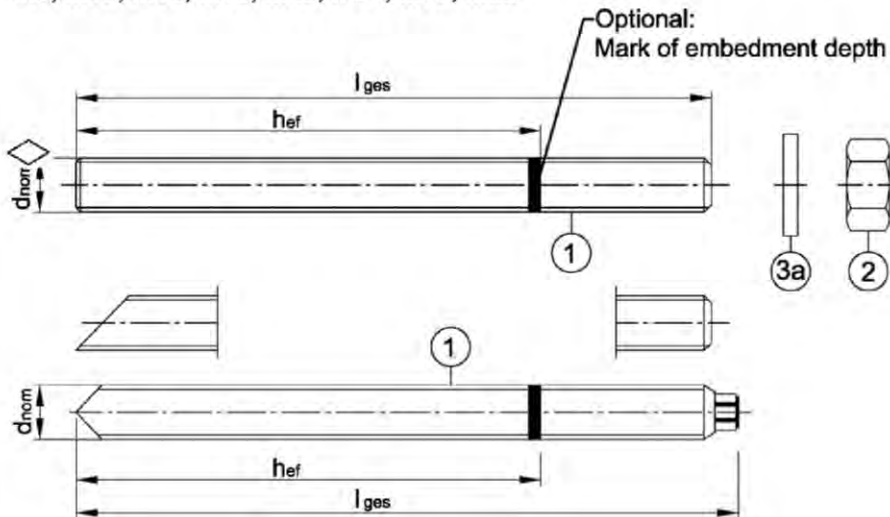 Optional:
Mark of embedment depth
lges
hef
dnom
1
3a
2
1
dnom
hef
lges